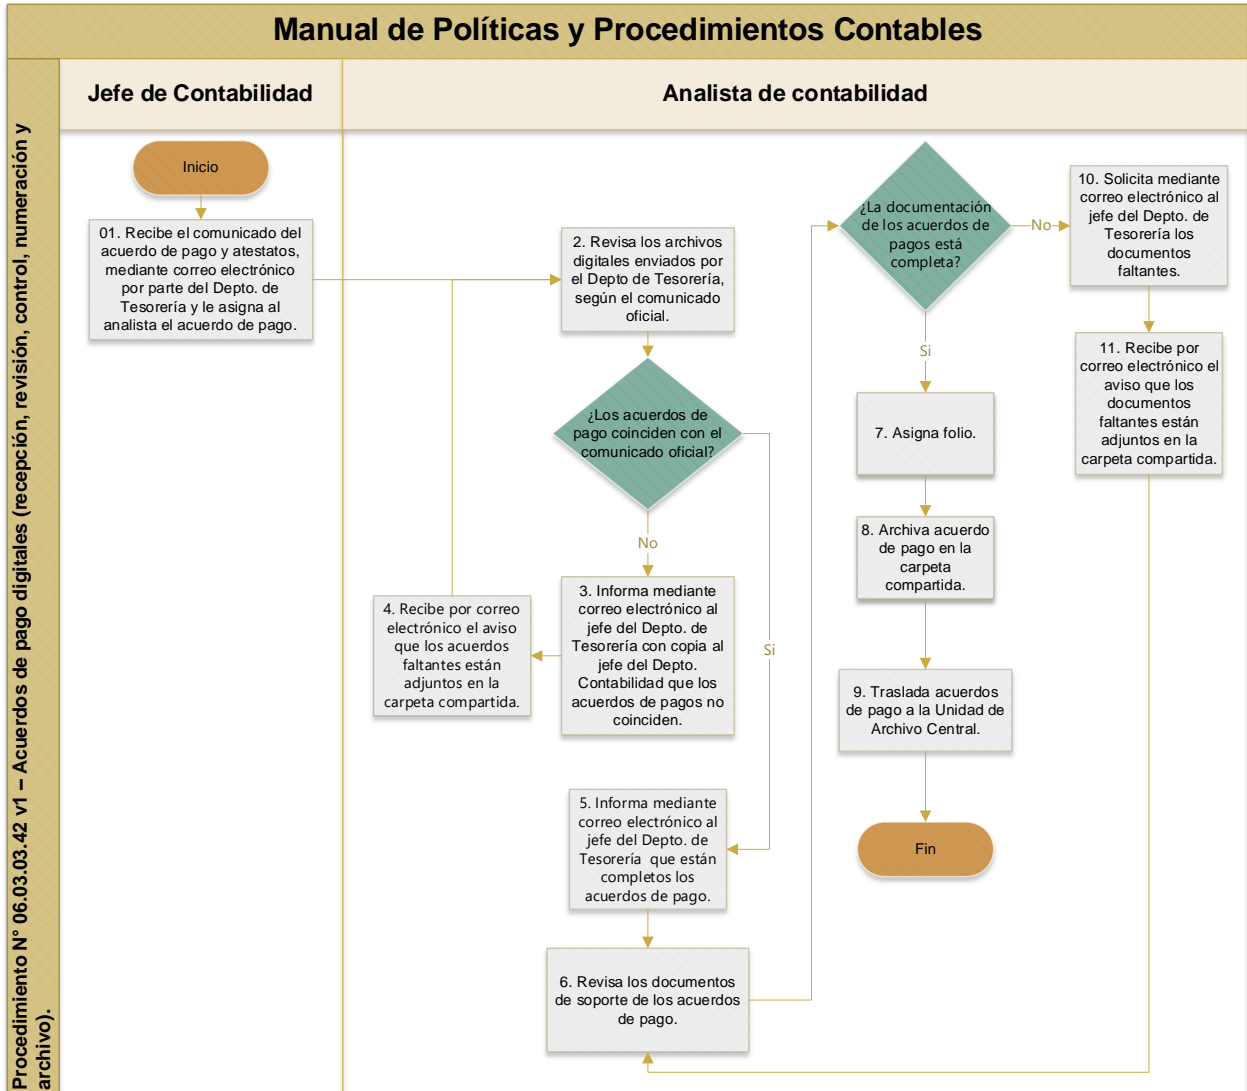 Manual de Políticas y Procedimientos Contables
Procedimiento N° 06.03.03.42 v1 – Acuerdos de pago digitales (recepción, revisión, control, numeración y
archivo).
Jefe de Contabilidad
Analista de contabilidad
Inicio
01. Recibe el comunicado del
acuerdo de pago y atestatos,
mediante correo electrónico
por parte del Depto. de
Tesorería y le asigna al
analista el acuerdo de pago.
2. Revisa los archivos
digitales enviados por
el Depto de Tesorería,
según el comunicado
oficial.
¿Los acuerdos de
pago coinciden con el
comunicado oficial?
No
Si
3. Informa mediante
correo electrónico al
jefe del Depto. de
Tesorería con copia al
jefe del Depto.
Contabilidad que los
acuerdos de pagos no
coinciden.
4. Recibe por correo
electrónico el aviso
que los acuerdos
faltantes están
adjuntos en la
carpeta compartida.
5. Informa mediante
correo electrónico al
jefe del Depto. de
Tesorería que están
completos los
acuerdos de pago.
6. Revisa los documentos
de soporte de los acuerdos
de pago.
¿La documentación
de los acuerdos de
pagos está
completa?
No
Si
7. Asigna folio.
8. Archiva acuerdo
de pago en la
carpeta
compartida.
9. Traslada acuerdos
de pago a la Unidad de
Archivo Central.
Fin
10. Solicita mediante
correo electrónico al
jefe del Depto. de
Tesorería los
documentos
faltantes.
11. Recibe por
correo electrónico el
aviso que los
documentos
faltantes están
adjuntos en la
carpeta compartida.